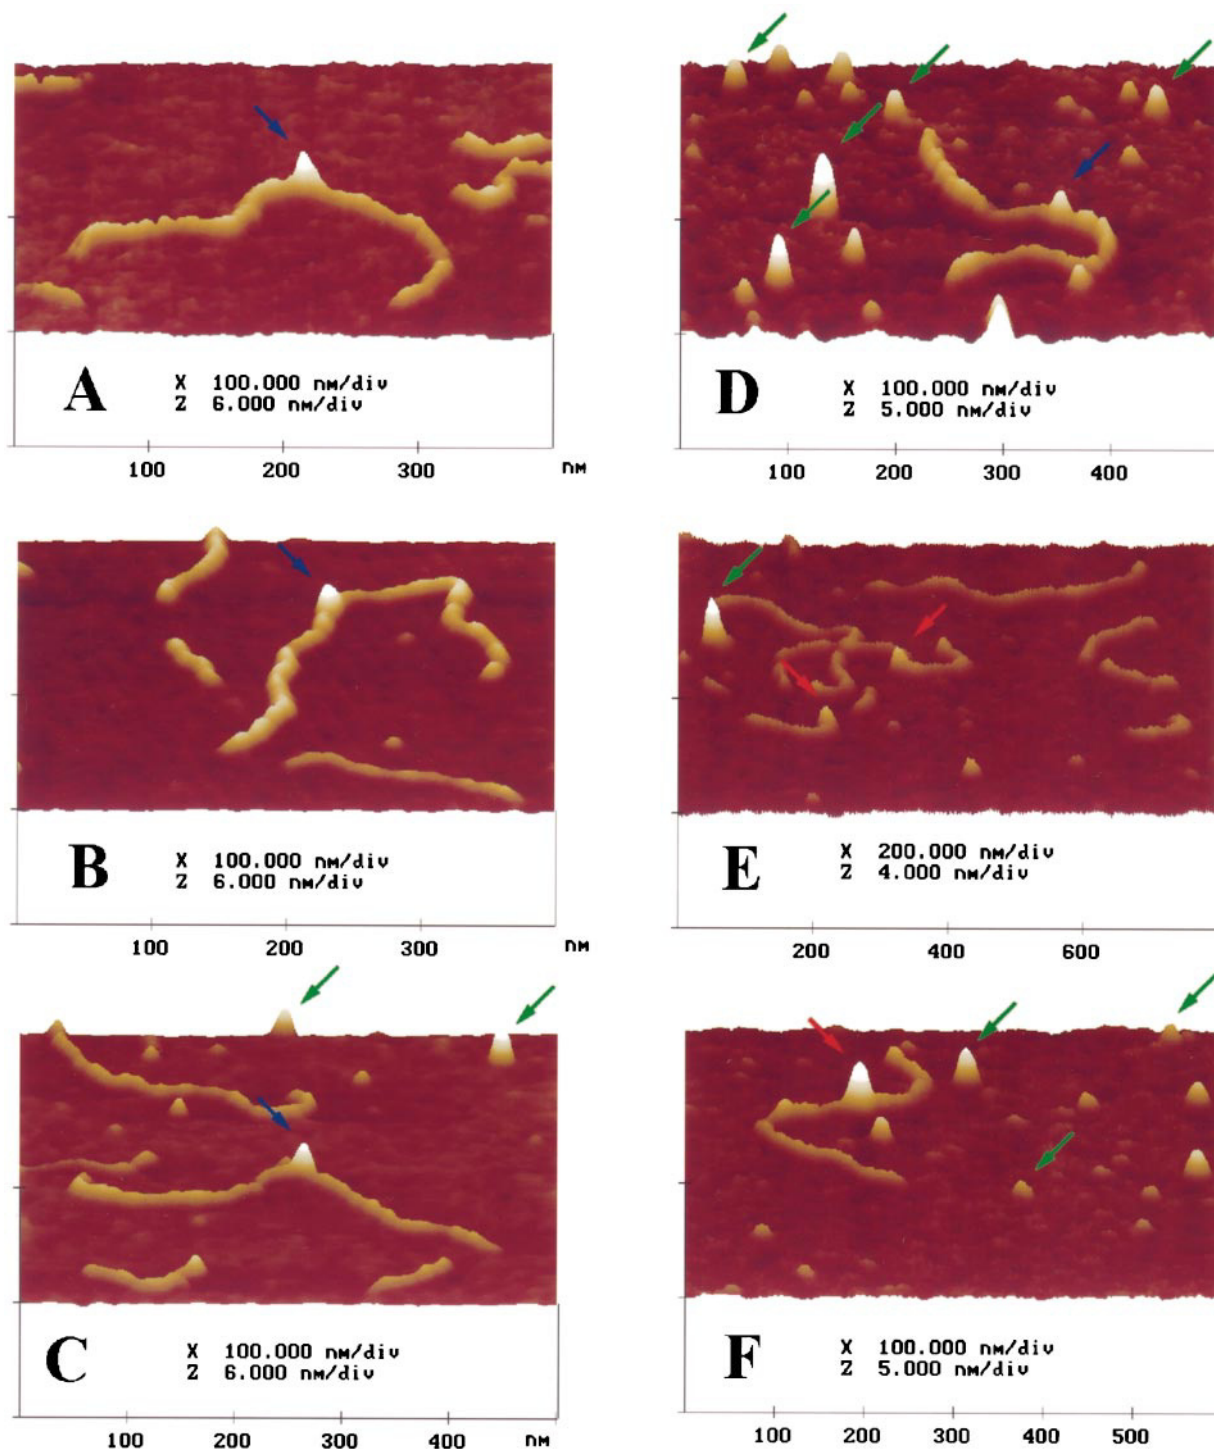 A
X 100.000 nm/div
Z 6.000 nm/div
100 200 300 nm
B
X 100.000 nm/div
Z 6.000 nm/div
100 200 300 nm
C
X 100.000 nm/div
Z 6.000 nm/div
100 200 300 400 nm
D
X 100.000 nm/div
Z 5.000 nm/div
100 200 300 400
E
X 200.000 nm/div
Z 4.000 nm/div
200 400 600
F
X 100.000 nm/div
Z 5.000 nm/div
100 200 300 400 500